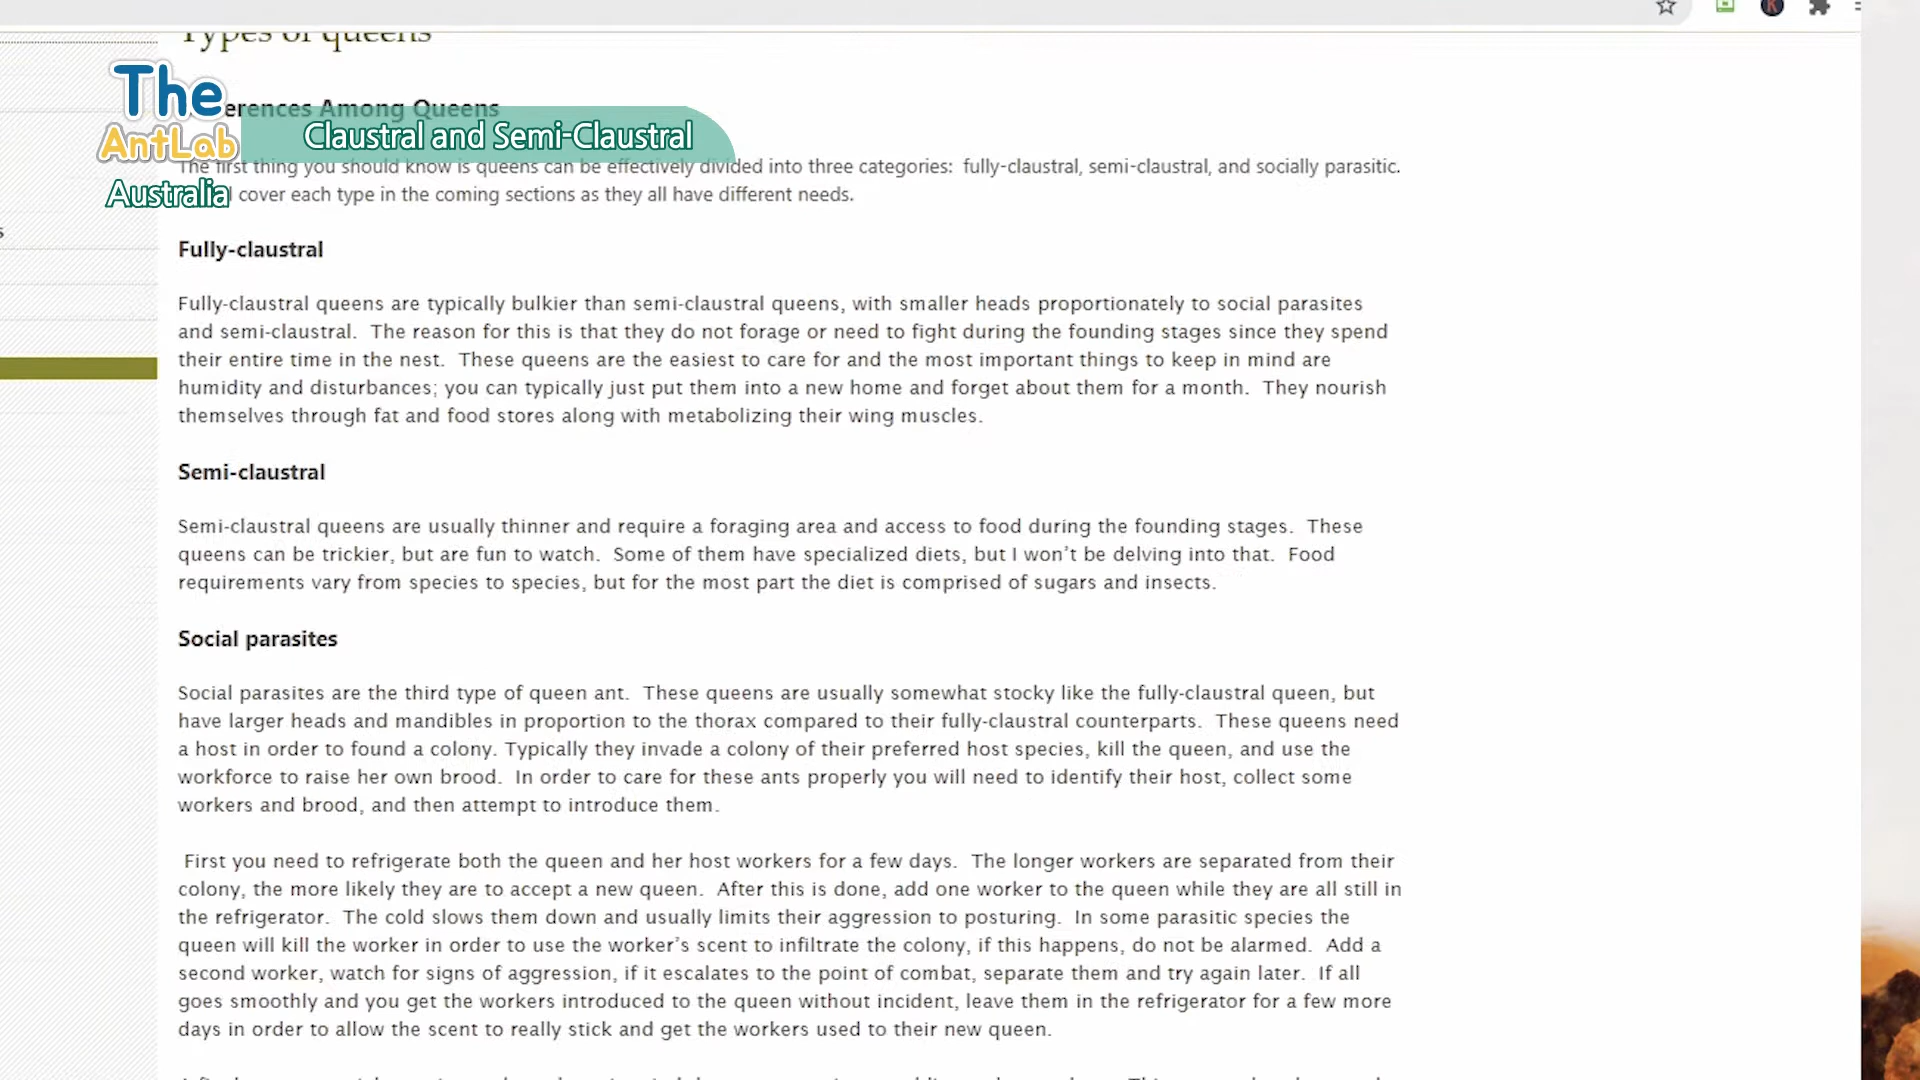 Types of queens
The
AntLab
Australia
Claustral and Semi-Claustral
erences Among Queens
The first thing you should know is queens can be effectively divided into three categories:  fully-claustral, semi-claustral, and socially parasitic.
cover each type in the coming sections as they all have different needs.
Fully-claustral
Fully-claustral queens are typically bulkier than semi-claustral queens, with smaller heads proportionately to social parasites
and semi-claustral.  The reason for this is that they do not forage or need to fight during the founding stages since they spend
their entire time in the nest.  These queens are the easiest to care for and the most important things to keep in mind are
humidity and disturbances; you can typically just put them into a new home and forget about them for a month.  They nourish
themselves through fat and food stores along with metabolizing their wing muscles.
Semi-claustral
Semi-claustral queens are usually thinner and require a foraging area and access to food during the founding stages.  These
queens can be trickier, but are fun to watch.  Some of them have specialized diets, but I won't be delving into that.  Food
requirements vary from species to species, but for the most part the diet is comprised of sugars and insects.
Social parasites
Social parasites are the third type of queen ant.  These queens are usually somewhat stocky like the fully-claustral queen, but
have larger heads and mandibles in proportion to the thorax compared to their fully-claustral counterparts.  These queens need
a host in order to found a colony. Typically they invade a colony of their preferred host species, kill the queen, and use the
workforce to raise her own brood.  In order to care for these ants properly you will need to identify their host, collect some
workers and brood, and then attempt to introduce them.
First you need to refrigerate both the queen and her host workers for a few days.  The longer workers are separated from their
colony, the more likely they are to accept a new queen.  After this is done, add one worker to the queen while they are all still in
the refrigerator.  The cold slows them down and usually limits their aggression to posturing.  In some parasitic species the
queen will kill the worker in order to use the worker's scent to infiltrate the colony, if this happens, do not be alarmed.  Add a
second worker, watch for signs of aggression, if it escalates to the point of combat, separate them and try again later.  If all
goes smoothly and you get the workers introduced to the queen without incident, leave them in the refrigerator for a few more
days in order to allow the scent to really stick and get the workers used to their new queen.